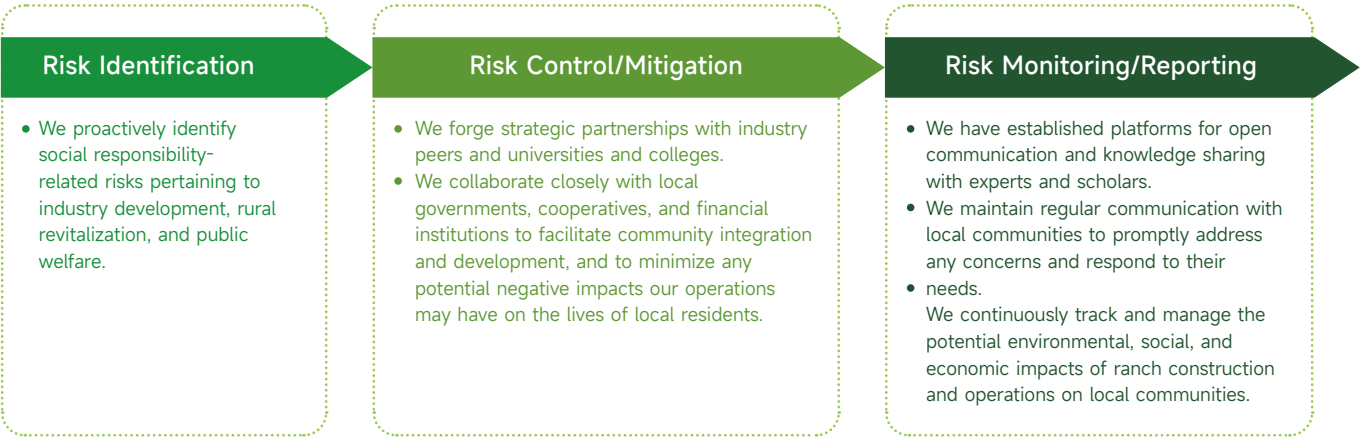 Risk Identification
• We proactively identify
social responsibility-
related risks pertaining to
industry development, rural
revitalization, and public
welfare.
Risk Control/Mitigation
• We forge strategic partnerships with industry
peers and universities and colleges.
• We collaborate closely with local
governments, cooperatives, and financial
institutions to facilitate community integration
and development, and to minimize any
potential negative impacts our operations
may have on the lives of local residents.
Risk Monitoring/Reporting
• We have established platforms for open
communication and knowledge sharing
with experts and scholars.
• We maintain regular communication with
local communities to promptly address
any concerns and respond to their
• needs.
We continuously track and manage the
potential environmental, social, and
economic impacts of ranch construction
and operations on local communities.